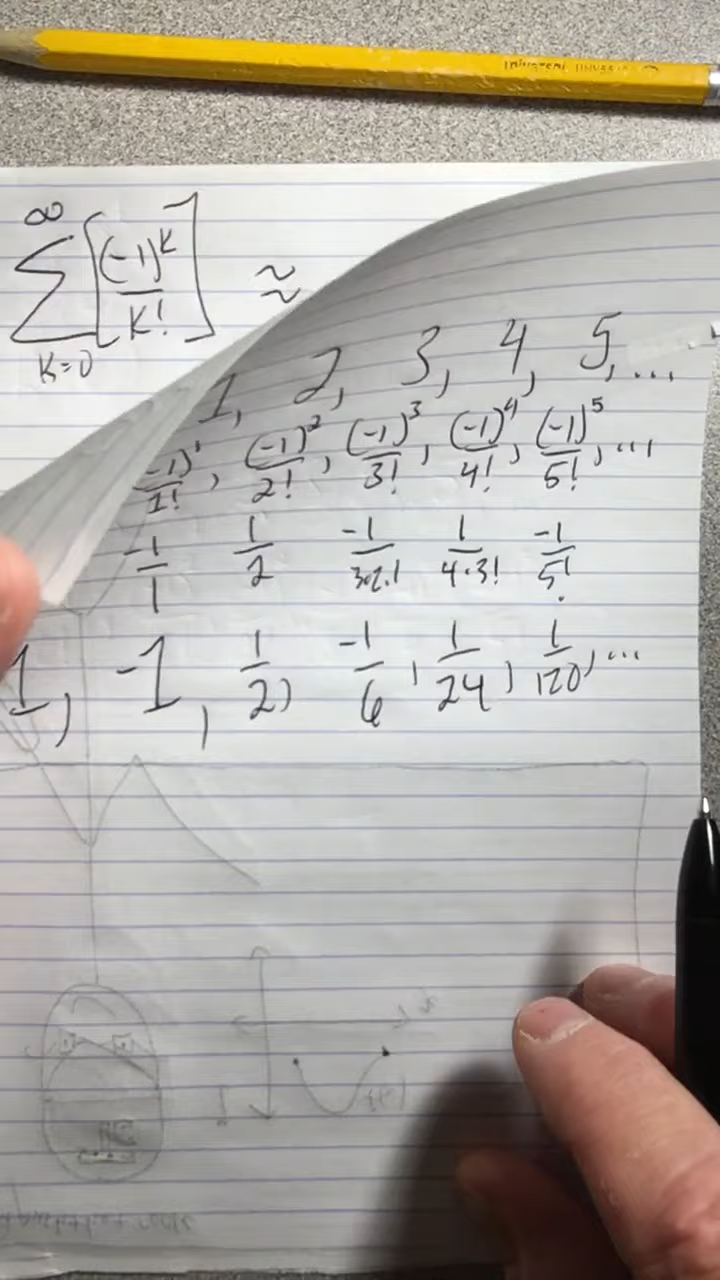 ∞
∑ [(-1)^k / k!] ≈
k=0
1, 2, 3, 4, 5, ...
(-1)^1/1!, (-1)^2/2!, (-1)^3/3!, (-1)^4/4!, (-1)^5/5!, ...
-1/1 1/2 -1/3·2·! 1/4·3! -1/5!
1, -1, 1/2, -1/6, 1/24, 1/120, ...